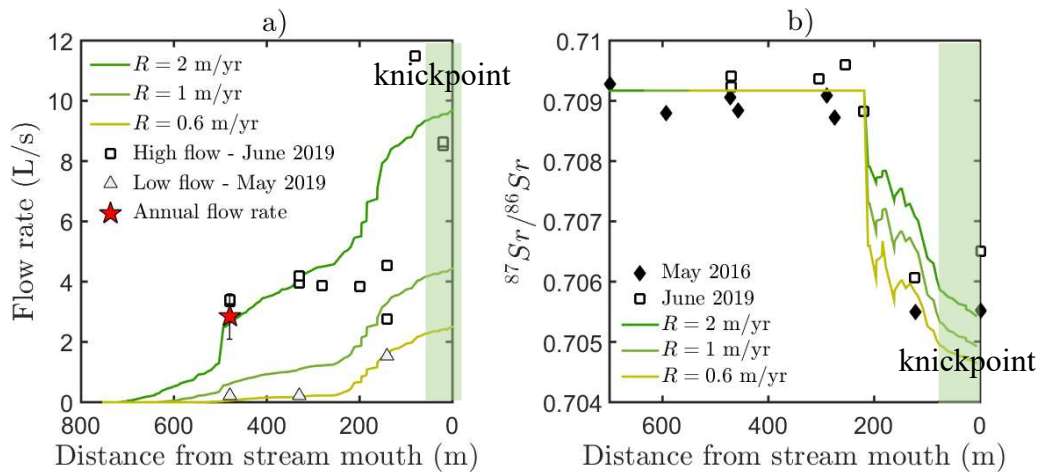 a)
12
10
8
6
4
2
0
Flow rate (L/s)
knickpoint
R = 2 m/yr
R = 1 m/yr
R = 0.6 m/yr
High flow - June 2019
Low flow - May 2019
Annual flow rate
800 600 400 200 0
Distance from stream mouth (m)
b)
0.71
0.709
0.708
0.707
0.706
0.705
0.704
⁸⁷Sr/⁸⁶Sr
May 2016
June 2019
R = 2 m/yr
R = 1 m/yr
R = 0.6 m/yr
knickpoint
600 400 200 0
Distance from stream mouth (m)